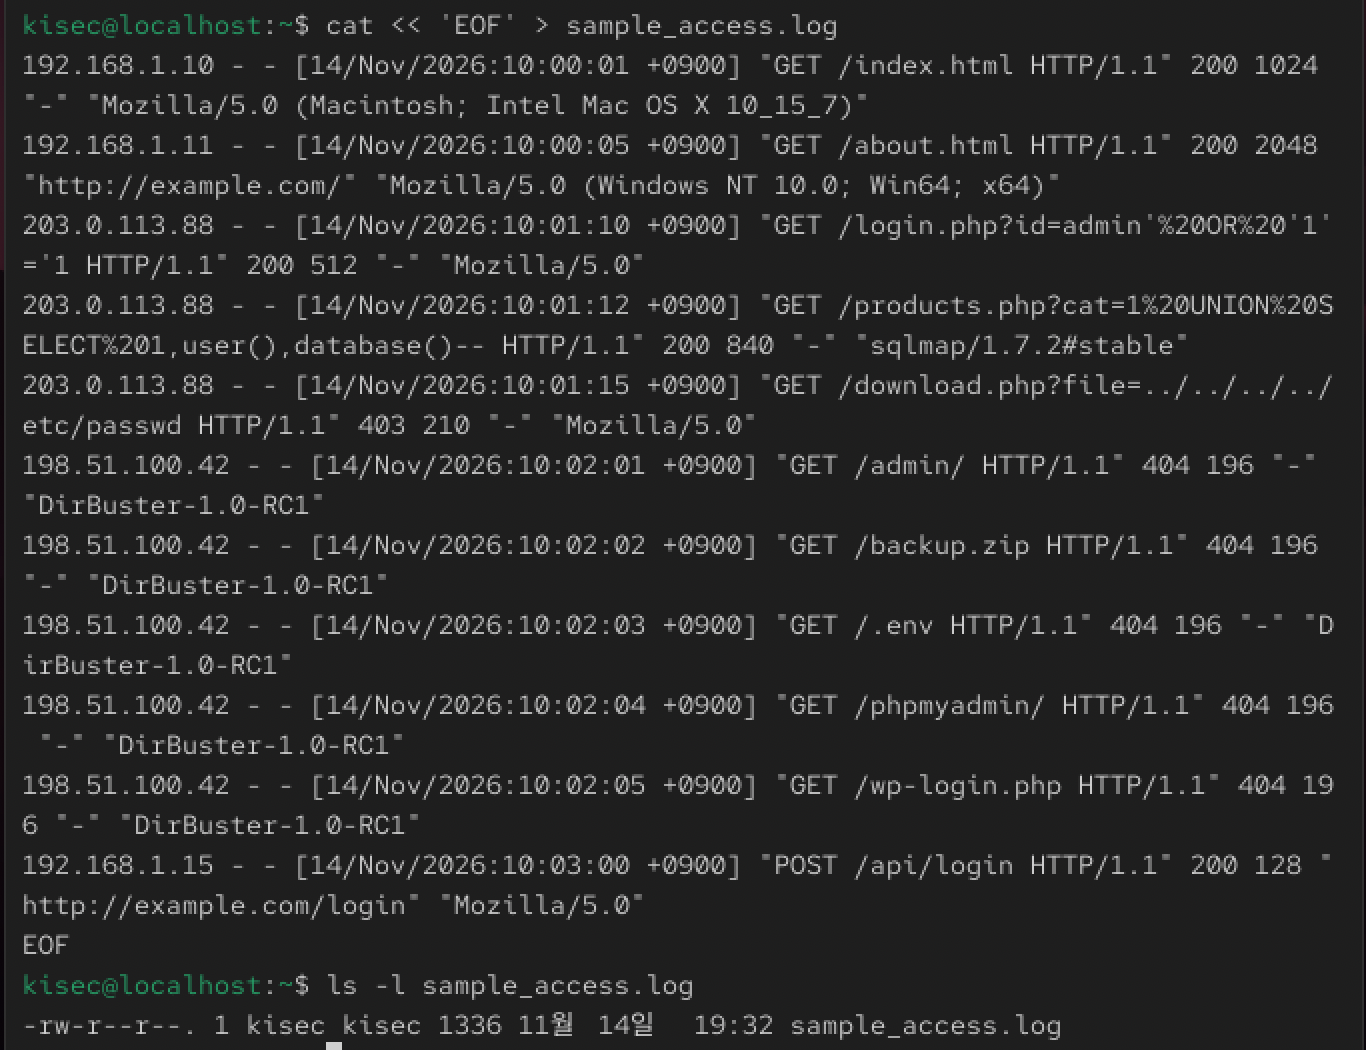 kisec@localhost:~$ cat << 'EOF' > sample_access.log
192.168.1.10 - - [14/Nov/2026:10:00:01 +0900] "GET /index.html HTTP/1.1" 200 1024
"-" "Mozilla/5.0 (Macintosh; Intel Mac OS X 10_15_7)"
192.168.1.11 - - [14/Nov/2026:10:00:05 +0900] "GET /about.html HTTP/1.1" 200 2048
"http://example.com/" "Mozilla/5.0 (Windows NT 10.0; Win64; x64)"
203.0.113.88 - - [14/Nov/2026:10:01:10 +0900] "GET /login.php?id=admin'%20OR%20'1'
='1 HTTP/1.1" 200 512 "-" "Mozilla/5.0"
203.0.113.88 - - [14/Nov/2026:10:01:12 +0900] "GET /products.php?cat=1%20UNION%20S
ELECT%201,user(),database()-- HTTP/1.1" 200 840 "-" "sqlmap/1.7.2#stable"
203.0.113.88 - - [14/Nov/2026:10:01:15 +0900] "GET /download.php?file=../../../../
etc/passwd HTTP/1.1" 403 210 "-" "Mozilla/5.0"
198.51.100.42 - - [14/Nov/2026:10:02:01 +0900] "GET /admin/ HTTP/1.1" 404 196 "-"
"DirBuster-1.0-RC1"
198.51.100.42 - - [14/Nov/2026:10:02:02 +0900] "GET /backup.zip HTTP/1.1" 404 196
"-" "DirBuster-1.0-RC1"
198.51.100.42 - - [14/Nov/2026:10:02:03 +0900] "GET /.env HTTP/1.1" 404 196 "-" "D
irBuster-1.0-RC1"
198.51.100.42 - - [14/Nov/2026:10:02:04 +0900] "GET /phpmyadmin/ HTTP/1.1" 404 196
 "-" "DirBuster-1.0-RC1"
198.51.100.42 - - [14/Nov/2026:10:02:05 +0900] "GET /wp-login.php HTTP/1.1" 404 19
6 "-" "DirBuster-1.0-RC1"
192.168.1.15 - - [14/Nov/2026:10:03:00 +0900] "POST /api/login HTTP/1.1" 200 128 "
http://example.com/login" "Mozilla/5.0"
EOF
kisec@localhost:~$ ls -l sample_access.log
-rw-r--r--. 1 kisec kisec 1336 11월 14일  19:32 sample_access.log